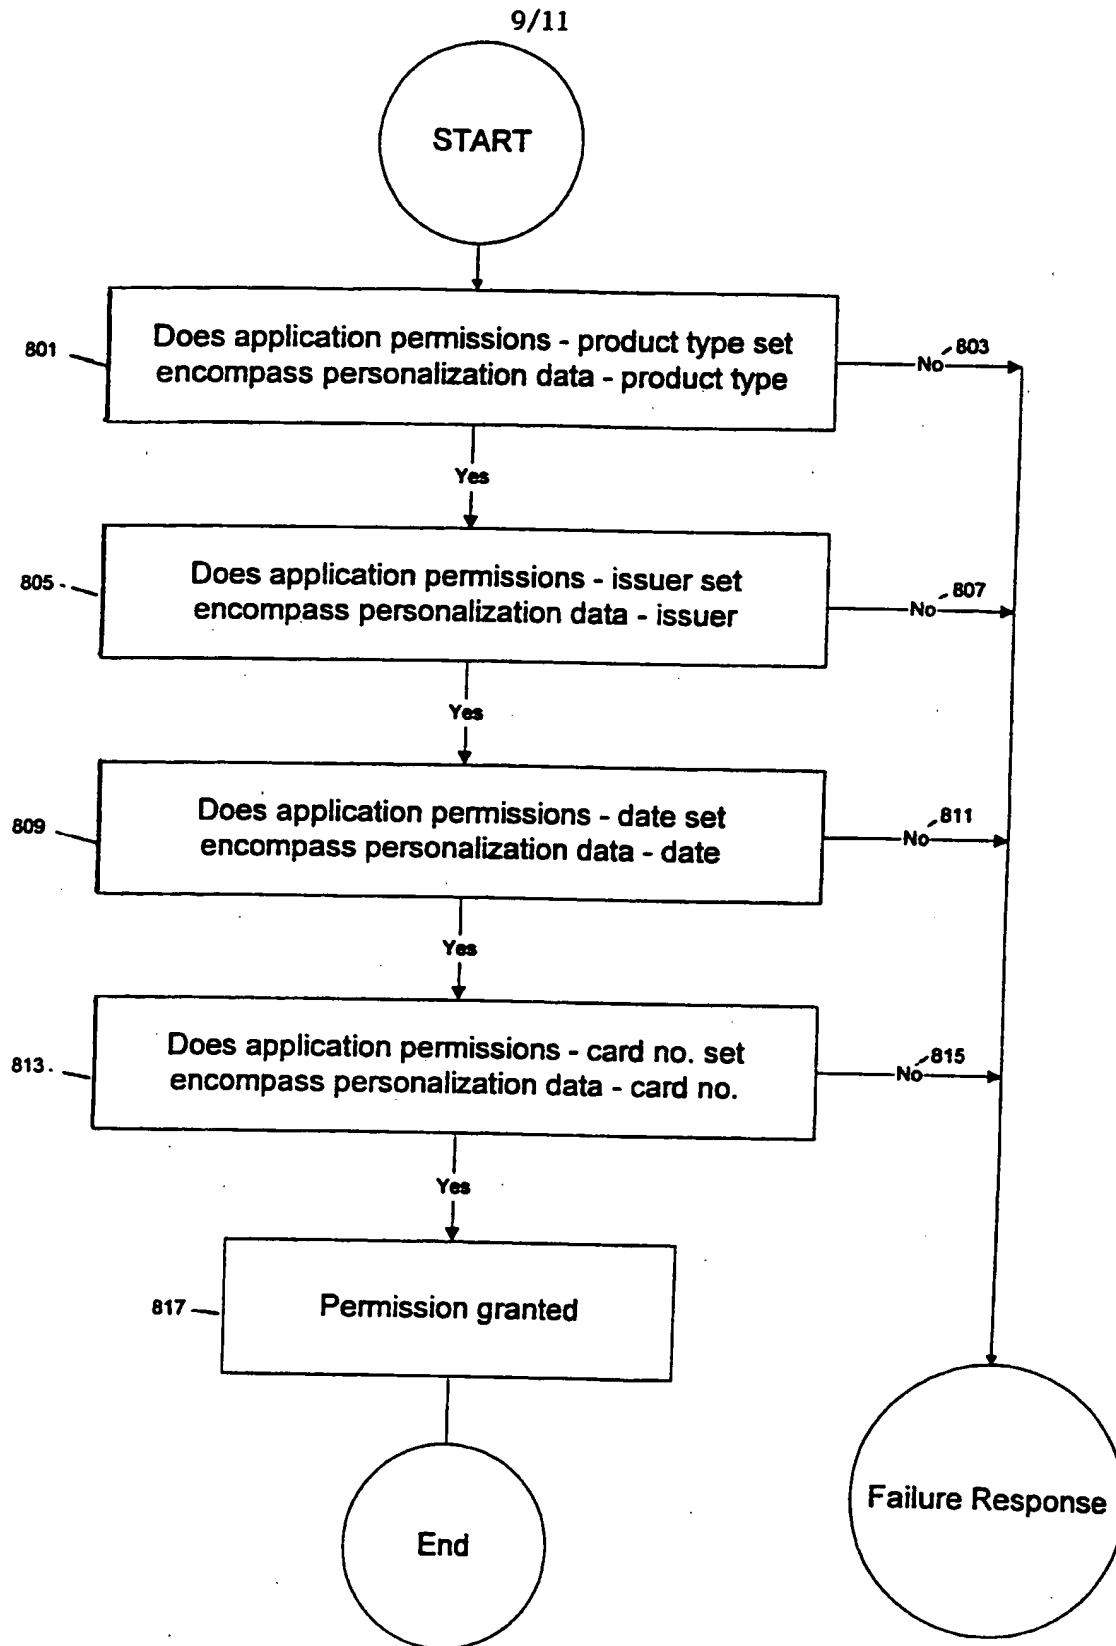 9/11
START
801
Does application permissions - product type set
encompass personalization data - product type
No
803
Yes
805
Does application permissions - issuer set
encompass personalization data - issuer
No
807
Yes
809
Does application permissions - date set
encompass personalization data - date
No
811
Yes
813
Does application permissions - card no. set
encompass personalization data - card no.
No
815
Yes
817
Permission granted
End
Failure Response